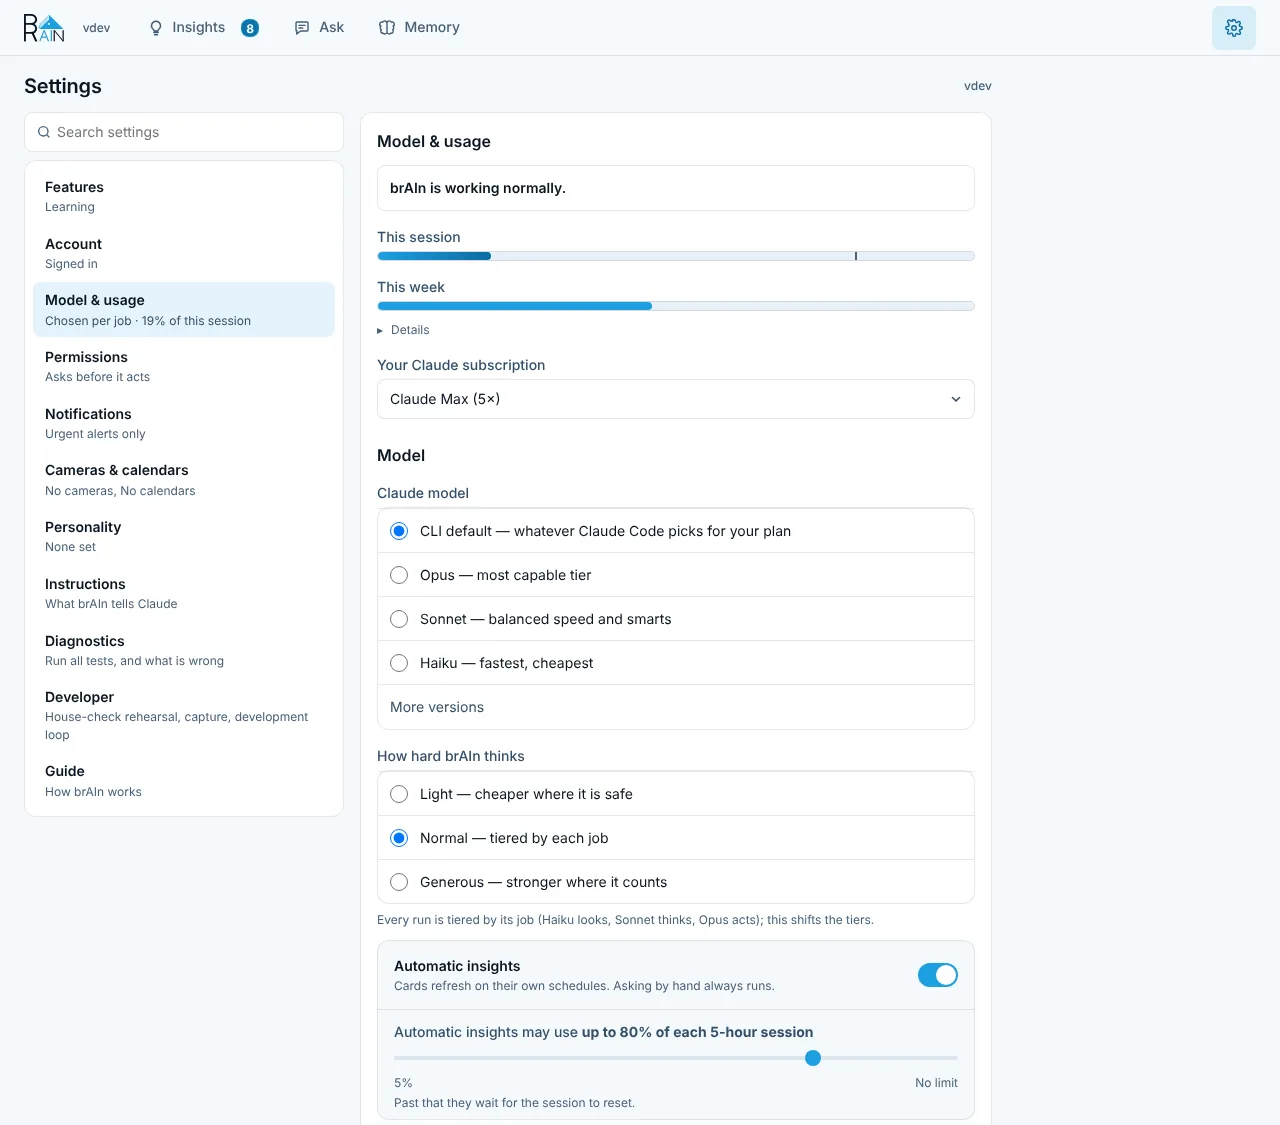 BRAIN
vdev
Insights
8
Ask
Memory
Settings
vdev
Search settings
Features
Learning
Account
Signed in
Model & usage
Chosen per job · 19% of this session
Permissions
Asks before it acts
Notifications
Urgent alerts only
Cameras & calendars
No cameras, No calendars
Personality
None set
Instructions
What brAIn tells Claude
Diagnostics
Run all tests, and what is wrong
Developer
House-check rehearsal, capture, development
loop
Guide
How brAIn works
Model & usage
brAIn is working normally.
This session
This week
Details
Your Claude subscription
Claude Max (5×)
Model
Claude model
CLI default — whatever Claude Code picks for your plan
Opus — most capable tier
Sonnet — balanced speed and smarts
Haiku — fastest, cheapest
More versions
How hard brAIn thinks
Light — cheaper where it is safe
Normal — tiered by each job
Generous — stronger where it counts
Every run is tiered by its job (Haiku looks, Sonnet thinks, Opus acts); this shifts the tiers.
Automatic insights
Cards refresh on their own schedules. Asking by hand always runs.
Automatic insights may use up to 80% of each 5-hour session
5%
No limit
Past that they wait for the session to reset.